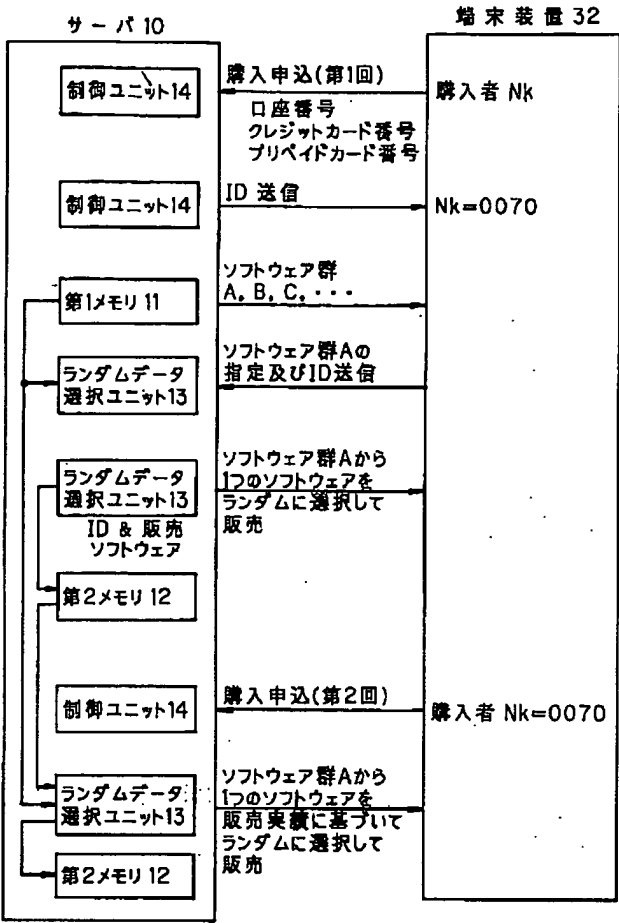 サーバ10
端末装置32
制御ユニット14
購入申込(第1回)
購入者 Nk
口座番号
クレジットカード番号
プリペイドカード番号
制御ユニット14
ID 送信
Nk=0070
第1メモリ11
ソフトウェア群
A, B, C, ・・・
ランダムデータ
選択ユニット13
ソフトウェア群Aの
指定及びID送信
ランダムデータ
選択ユニット13
ID & 販売
ソフトウェア
ソフトウェア群Aから
1つのソフトウェアを
ランダムに選択して
販売
第2メモリ12
制御ユニット14
購入申込(第2回)
購入者 Nk=0070
ランダムデータ
選択ユニット13
ソフトウェア群Aから
1つのソフトウェアを
販売実績に基づいて
ランダムに選択して
販売
第2メモリ12